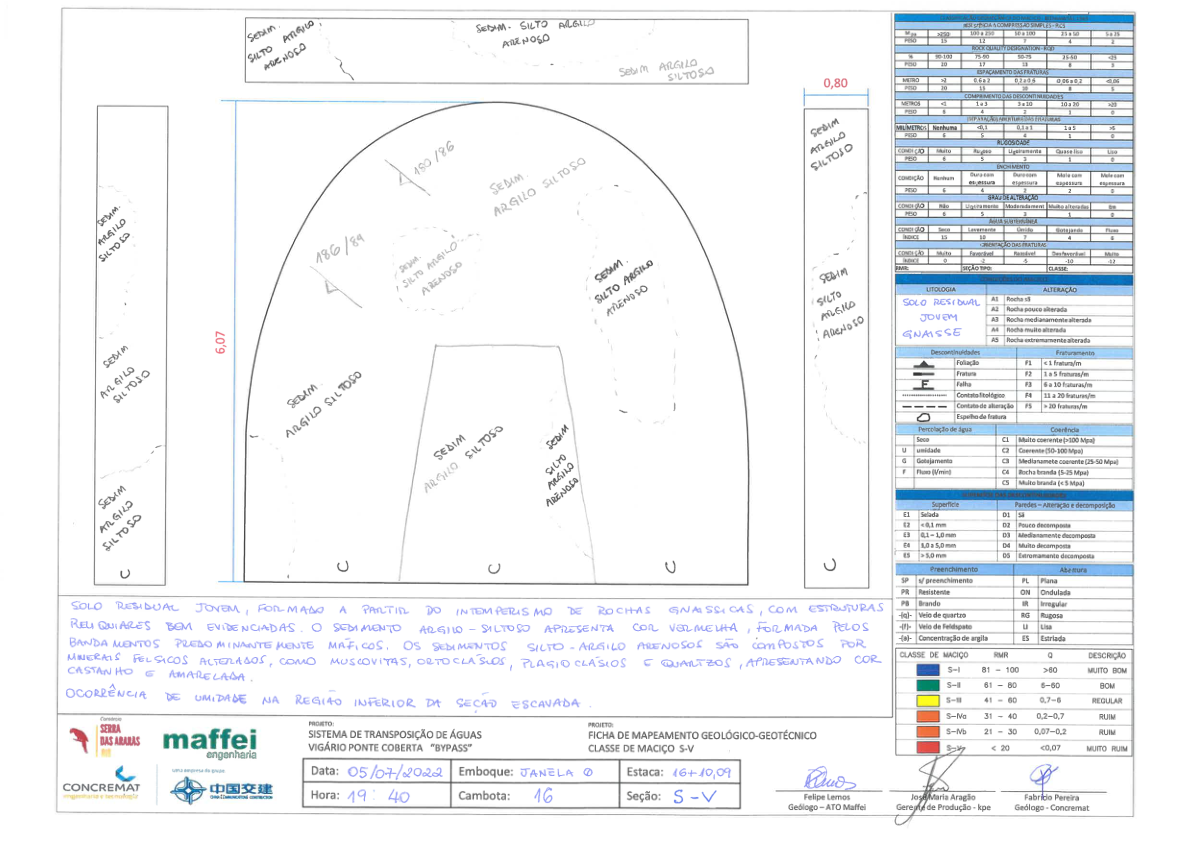 SEDIM.
SILTO ARGILO
ARENOSO
SEDIM. SILTO ARGILO
ARENOSO
SEDIM ARGILO
SILTOSO
0,80
6,07
SEDIM.
ARGILO
SILTOSO
SEDIM
ARGILO
SILTOSO
SEDIM
ARGILO
SILTOSO
U
180/86
186/89
SEDIM.
ARGILO SILTOSO
SEDIM
SILTO ARGILO
ARENOSO
SEDIM.
SILTO ARGILO
ARENOSO
SEDIM.
ARGILO SILTOSO
SEDIM
ARGILO SILTOSO
SEDIM
SILTO
ARGILO
ARENOSO
U
U
U
SEDIM
ARGILO
SILTOSO
SEDIM
SILTO
ARGILO
ARENOSO
U
SOLO RESIDUAL JOVEM, FORMADO A PARTIR DO INTEMPERISMO DE ROCHAS GNAISSICAS, COM ESTRUTURAS
RELIQUIARES BEM EVIDENCIADAS. O SEDIMENTO ARGILO-SILTOSO APRESENTA COR VERMELHA, FORMADA PELOS
BANDAMENTOS PREDOMINANTEMENTE MÁFICOS. OS SEDIMENTOS SILTO-ARGILO ARENOSOS SÃO COMPOSTOS POR
MINERAIS FELSICOS ALTERADOS, COMO MUSCOVITAS, ORTOCLÁSIOS, PLAGIOCLÁSIOS E QUARTZOS, APRESENTANDO COR
CASTANHO E AMARELADA.
OCORRÊNCIA DE UMIDADE NA REGIÃO INFERIOR DA SEÇÃO ESCAVADA.
RESISTÊNCIA À COMPRESSÃO SIMPLES - RCS
>250 100 a 250 50 a 100 25 a 50 5 a 25
PESO 15 12 7 4 2
ROCK QUALITY DESIGNATION - RQD
% 90-100 75-90 50-75 25-50 <25
PESO 20 17 13 8 3
ESPAÇAMENTO DAS FRATURAS
METRO >2 0,6 a 2 0,2 a 0,6 0,06 a 0,2 <0,06
PESO 20 15 10 8 5
COMPRIMENTO DAS DESCONTINUIDADES
METROS <1 1 a 3 3 a 10 10 a 20 >20
PESO 6 4 2 1 0
MILÍMETROS Nenhuma <0,1 0,1 a 1 1 a 5 >5
PESO 6 5 4 1 0
RUGOSIDADE
CONDIÇÃO Muito Rugoso Ligeiramente Quase liso Liso
PESO 6 5 3 1 0
ENCHIMENTO
CONDIÇÃO Nenhum Duro com espessura Duro com espessura Mole com espessura Mole com espessura
PESO 6 4 2 2 0
GRAU DE ALTERAÇÃO
CONDIÇÃO Não Ligeiramente Moderadament Muito alteradas Em
PESO 6 5 3 1 0
ÁGUA SUBTERRÂNEA
CONDIÇÃO Seco Levemente Úmido Gotejando Fluxo
ÍNDICE 15 10 7 4 0
ORIENTAÇÃO DAS FRATURAS
CONDIÇÃO Muito Favorável Razoável Desfavorável Muito
ÍNDICE 0 -2 -5 -10 -12
RMR: SEÇÃO TIPO: CLASSE:
LITOLOGIA ALTERAÇÃO
SOLO RESIDUAL
JOVEM
GNAISSE
A1 Rocha sã
A2 Rocha pouco alterada
A3 Rocha medianamente alterada
A4 Rocha muito alterada
A5 Rocha extremamente alterada
Descontinuidades Fraturamento
Foliação F1 < 1 fratura/m
Fratura F2 1 a 5 fraturas/m
F Falha F3 6 a 10 fraturas/m
Contato litológico F4 11 a 20 fraturas/m
Contato de alteração F5 > 20 fraturas/m
Espelho de fratura
Percolação de água Coerência
Seco C1 Muito coerente (>100 Mpa)
U umidade C2 Coerente (50-100 Mpa)
G Gotejamento C3 Medianamete coerente (25-50 Mpa)
F Fluxo (l/min) C4 Rocha branda (5-25 Mpa)
C5 Muito branda (< 5 Mpa)
Superfície Paredes – Alteração e decomposição
E1 Selada D1 Sã
E2 < 0,1 mm D2 Pouco decomposta
E3 0,1 – 1,0 mm D3 Medianamente decomposta
E4 1,0 a 5,0 mm D4 Muito decomposta
E5 > 5,0 mm D5 Extremamente decomposta
Preenchimento Abertura
SP s/ preenchimento PL Plana
PR Resistente ON Ondulada
PB Brando IR Irregular
-(q)- Veio de quartzo RG Rugosa
-(f)- Veio de Feldspato LI Lisa
-(a)- Concentração de argila ES Estriada
CLASSE DE MACIÇO RMR Q DESCRIÇÃO
S-I 81 – 100 >60 MUITO BOM
S-II 61 – 80 6-60 BOM
S-III 41 – 60 0,7-6 REGULAR
S-IVa 31 – 40 0,2-0,7 RUIM
S-IVb 21 – 30 0,07-0,2 RUIM
S-V < 20 <0,07 MUITO RUIM
Consórcio
SERRA
DAS ARARAS
RIO
maffei
engenharia
CONCREMAT
engenharia e tecnologia
uma empresa do grupo
中国交建
CHINA COMMUNICATIONS CONSTRUCTION
PROJETO:
SISTEMA DE TRANSPOSIÇÃO DE ÁGUAS
VIGÁRIO PONTE COBERTA "BYPASS"
PROJETO:
FICHA DE MAPEAMENTO GEOLÓGICO-GEOTÉCNICO
CLASSE DE MACIÇO S-V
Data: 05/07/2022 Emboque: JANELA 0 Estaca: 16+10,09
Hora: 19:40 Cambota: 16 Seção: S-V
Felipe Lemos
Geólogo – ATO Maffei
José Maria Aragão
Gerente de Produção - kpe
Fabrício Pereira
Geólogo - Concremat